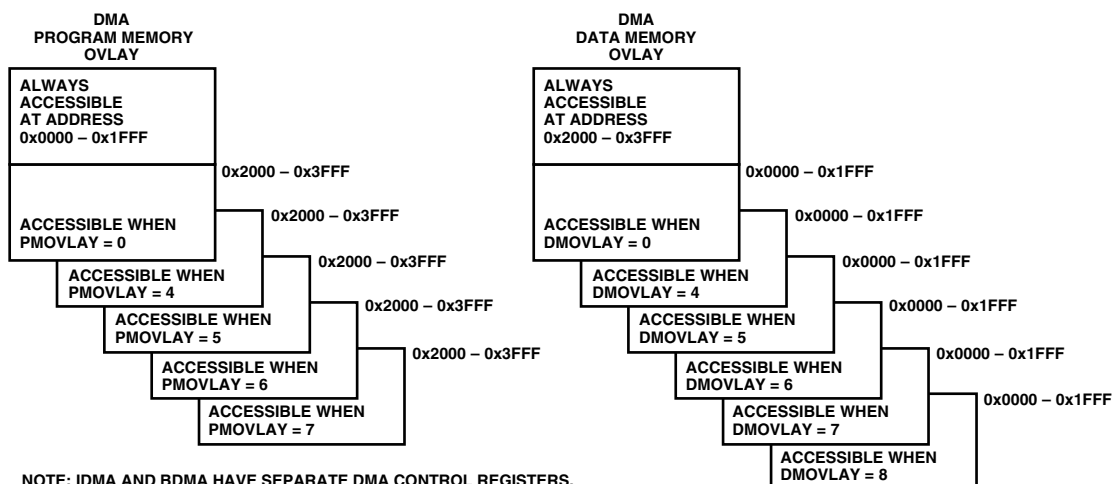 DMA
PROGRAM MEMORY
OVLAY
ALWAYS
ACCESSIBLE
AT ADDRESS
0x0000 – 0x1FFF
0x2000 – 0x3FFF
ACCESSIBLE WHEN
PMOVLAY = 0
0x2000 – 0x3FFF
ACCESSIBLE WHEN
PMOVLAY = 4
0x2000 – 0x3FFF
ACCESSIBLE WHEN
PMOVLAY = 5
0x2000 – 0x3FFF
ACCESSIBLE WHEN
PMOVLAY = 6
0x2000 – 0x3FFF
ACCESSIBLE WHEN
PMOVLAY = 7
DMA
DATA MEMORY
OVLAY
ALWAYS
ACCESSIBLE
AT ADDRESS
0x2000 – 0x3FFF
0x0000 – 0x1FFF
ACCESSIBLE WHEN
DMOVLAY = 0
0x0000 – 0x1FFF
ACCESSIBLE WHEN
DMOVLAY = 4
0x0000 – 0x1FFF
ACCESSIBLE WHEN
DMOVLAY = 5
0x0000 – 0x1FFF
ACCESSIBLE WHEN
DMOVLAY = 6
0x0000 – 0x1FFF
ACCESSIBLE WHEN
DMOVLAY = 7
0x0000 – 0x1FFF
ACCESSIBLE WHEN
DMOVLAY = 8
NOTE: IDMA AND BDMA HAVE SEPARATE DMA CONTROL REGISTERS.